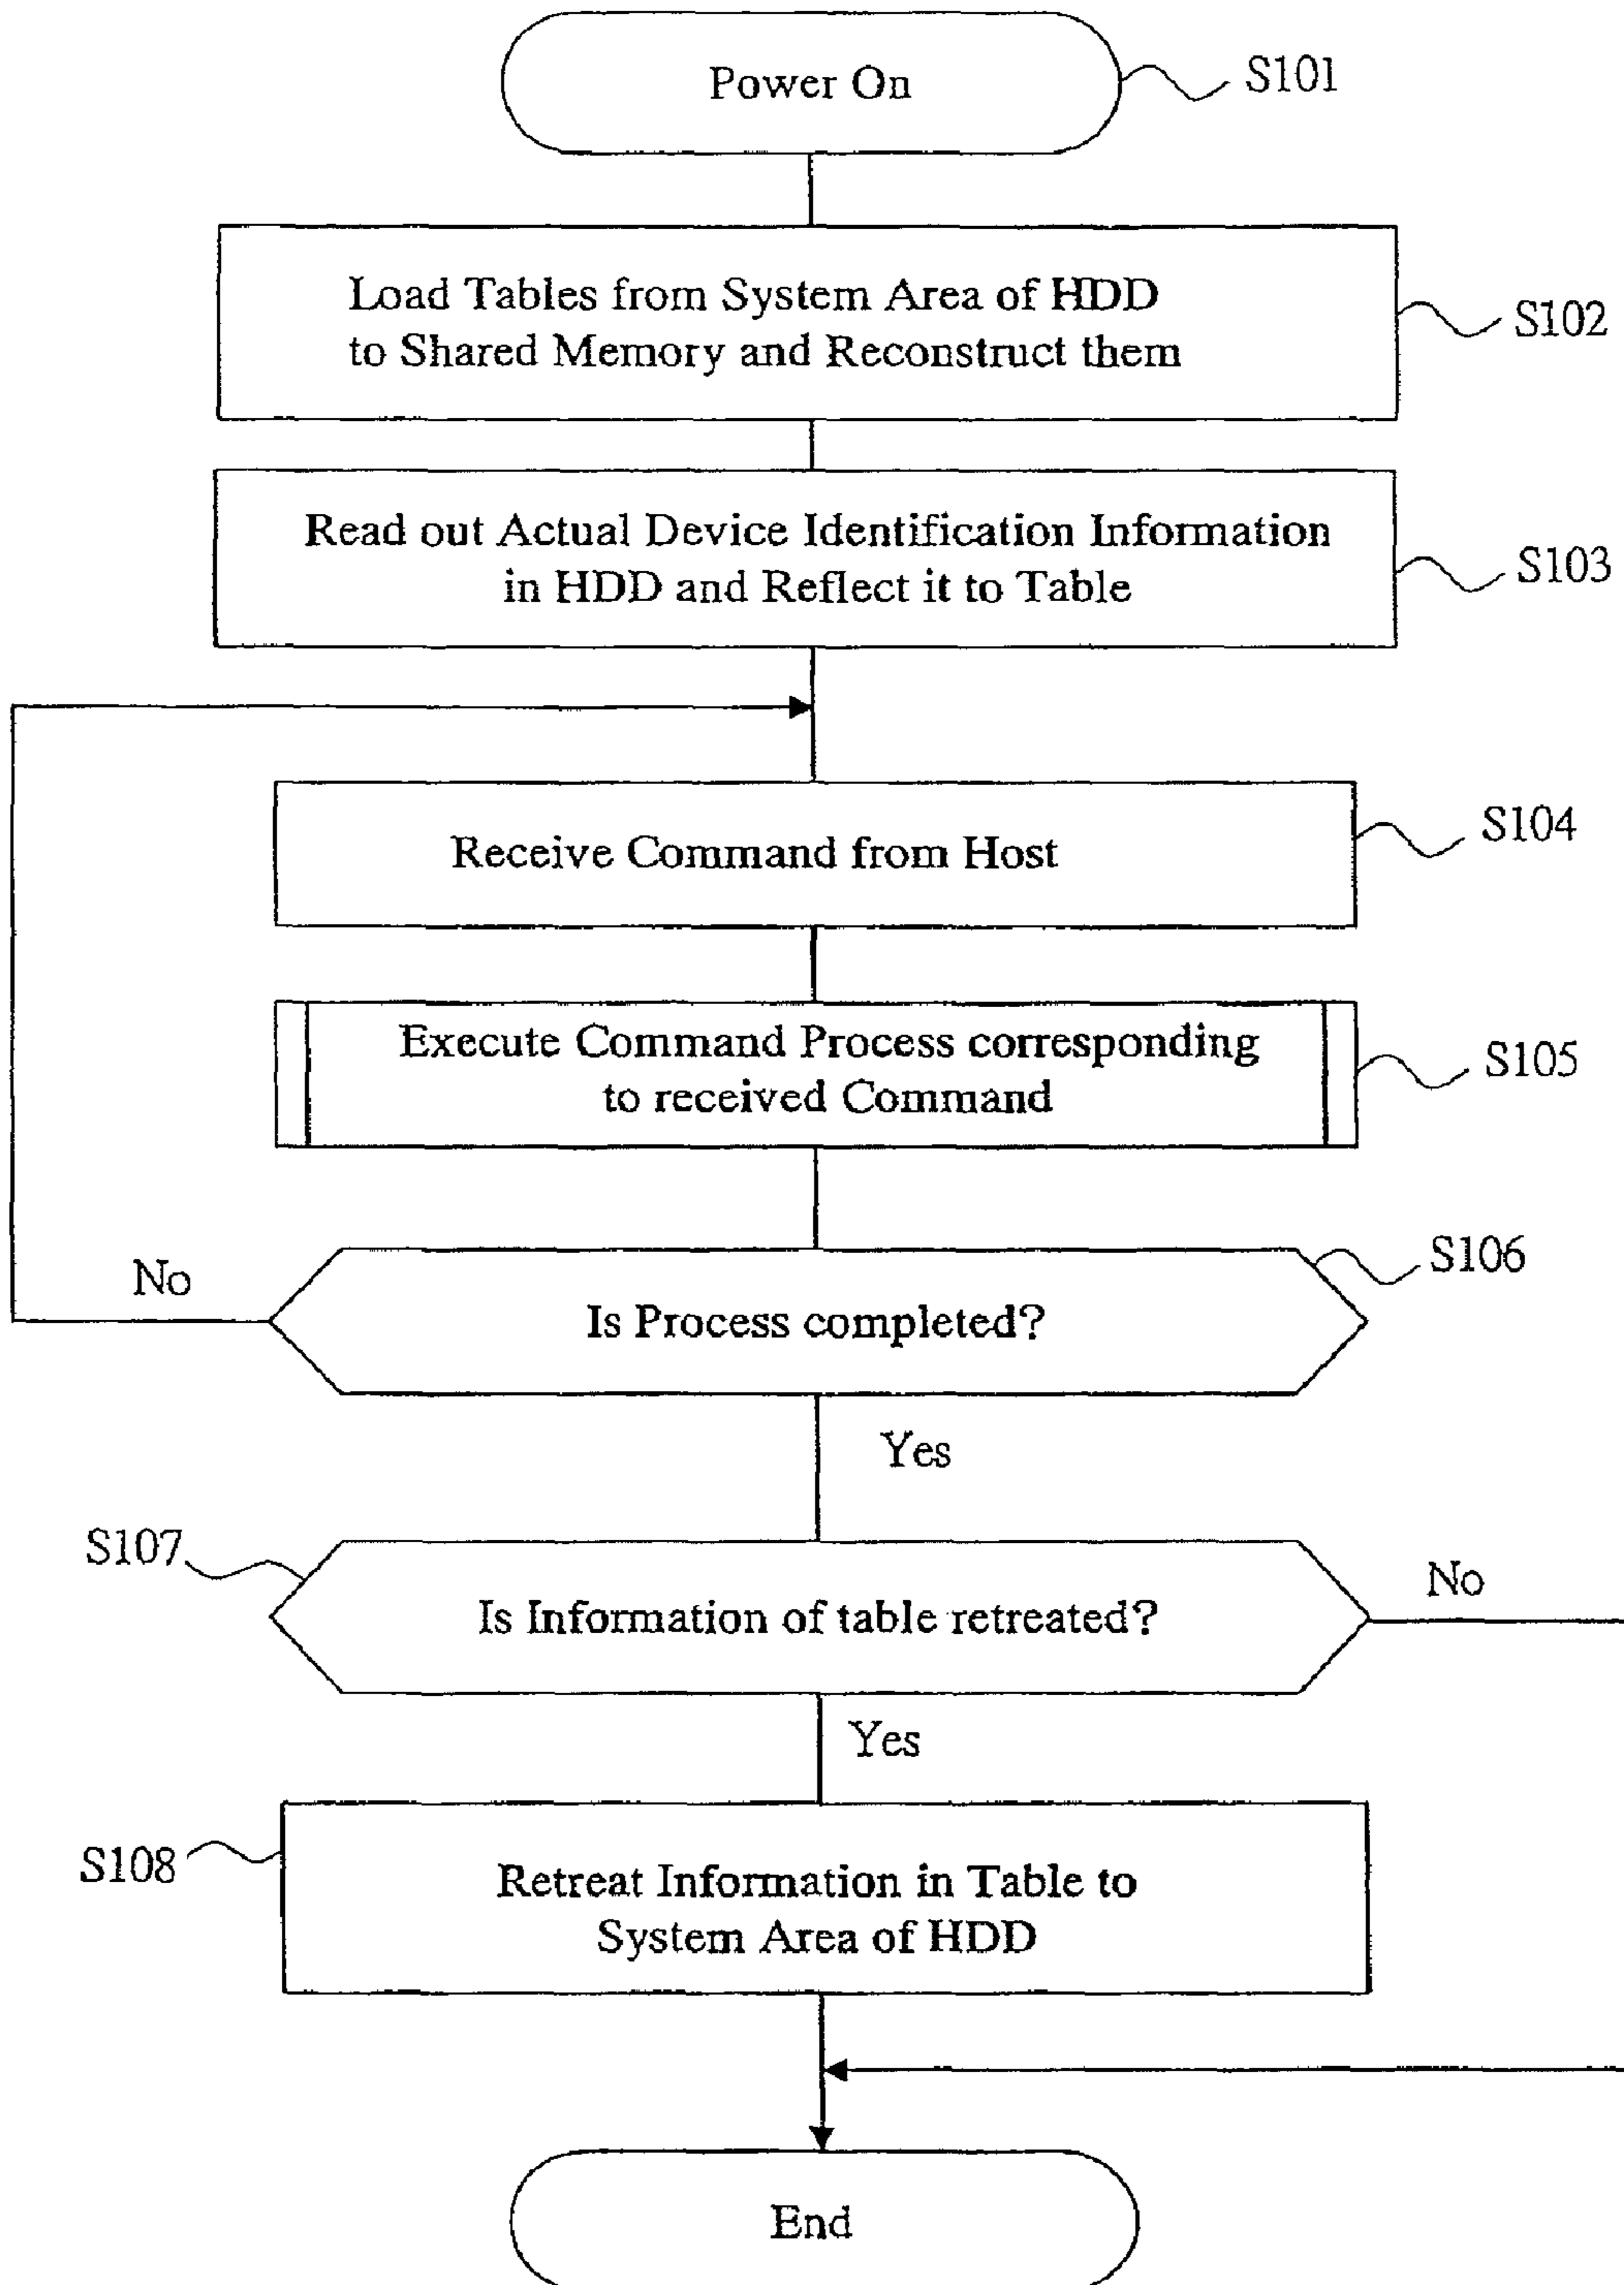 Power On
S101
Load Tables from System Area of HDD
to Shared Memory and Reconstruct them
S102
Read out Actual Device Identification Information
in HDD and Reflect it to Table
S103
Receive Command from Host
S104
Execute Command Process corresponding
to received Command
S105
S106
No
Is Process completed?
Yes
S107
No
Is Information of table retreated?
Yes
S108
Retreat Information in Table to
System Area of HDD
End